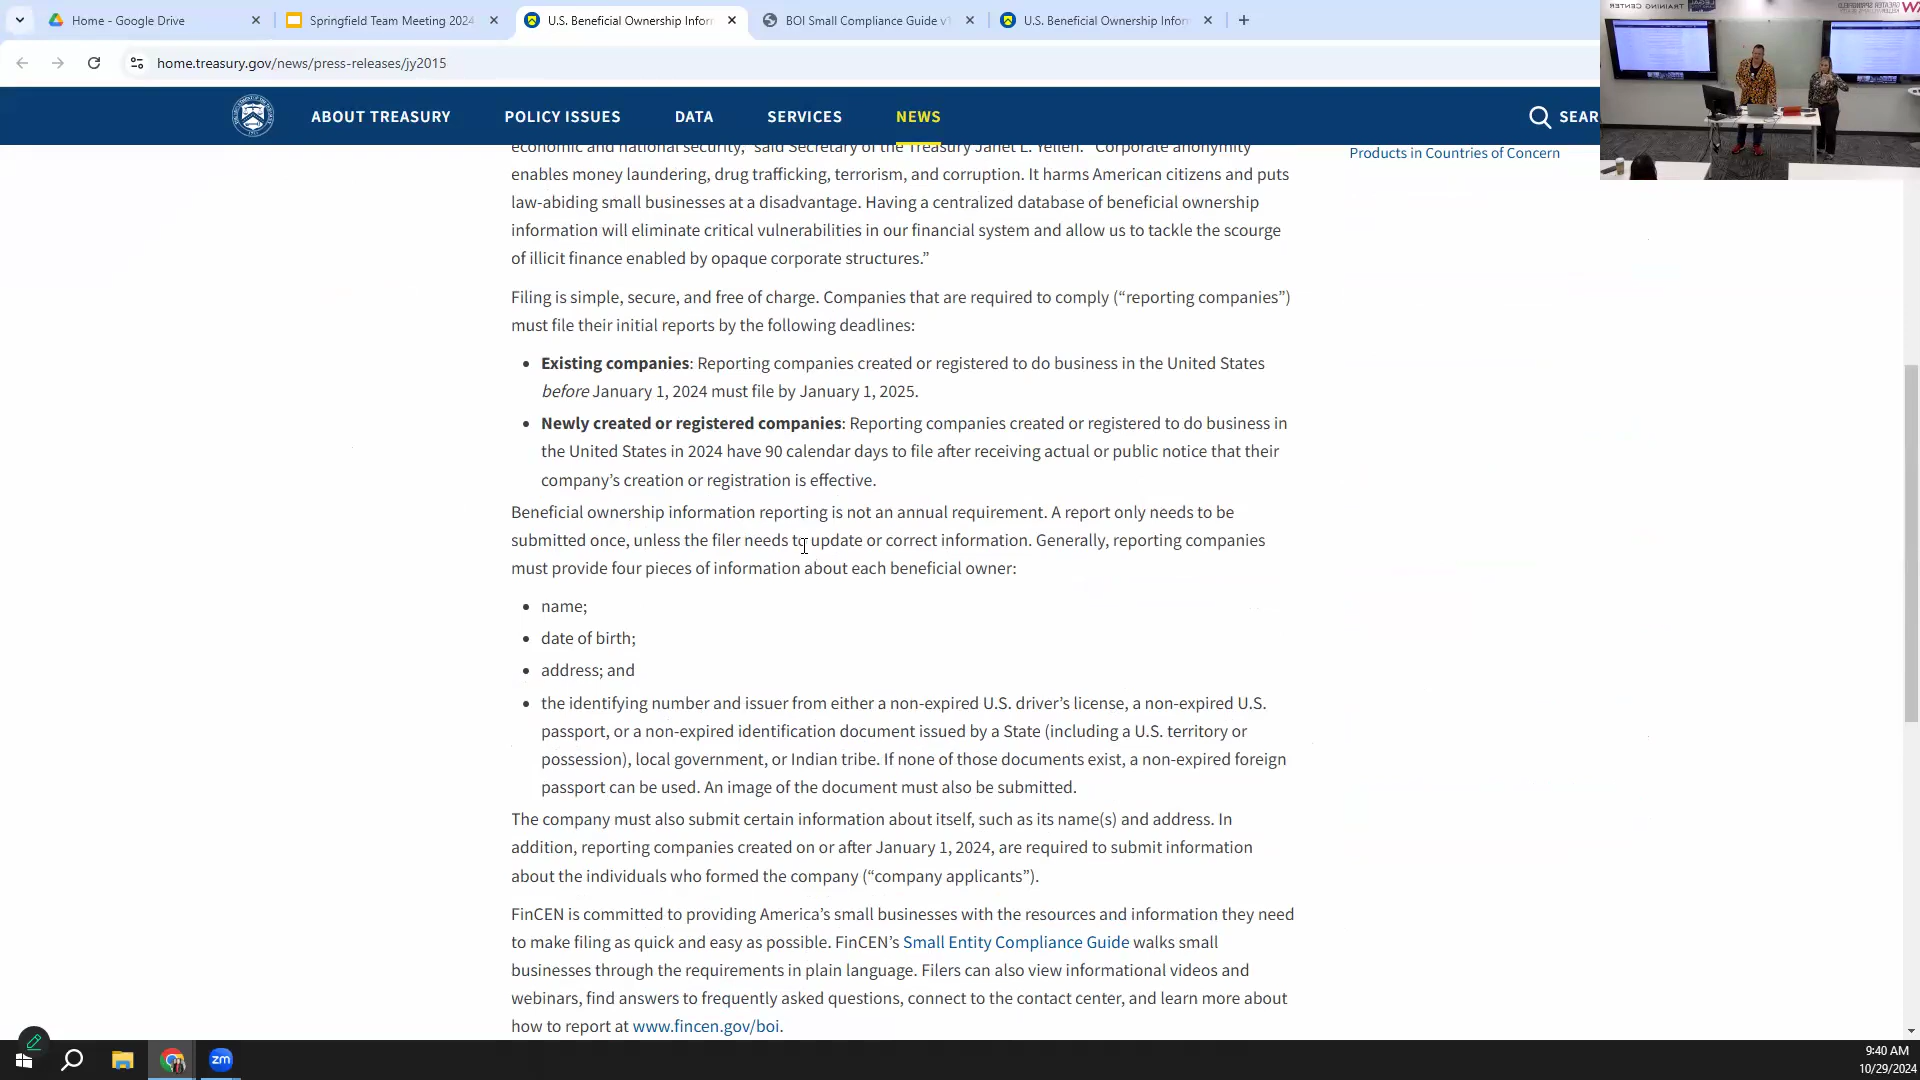 Home - Google Drive
Springfield Team Meeting 2024
U.S. Beneficial Ownership Infor
BOI Small Compliance Guide v
U.S. Beneficial Ownership Infor
home.treasury.gov/news/press-releases/jy2015
ABOUT TREASURY
POLICY ISSUES
DATA
SERVICES
NEWS
SEAR
TRAINING CENTER
Products in Countries of Concern
economic and national security,” said Secretary of the Treasury Janet L. Yellen. “Corporate anonymity
enables money laundering, drug trafficking, terrorism, and corruption. It harms American citizens and puts
law-abiding small businesses at a disadvantage. Having a centralized database of beneficial ownership
information will eliminate critical vulnerabilities in our financial system and allow us to tackle the scourge
of illicit finance enabled by opaque corporate structures.”
Filing is simple, secure, and free of charge. Companies that are required to comply (“reporting companies”)
must file their initial reports by the following deadlines:
• Existing companies: Reporting companies created or registered to do business in the United States
before January 1, 2024 must file by January 1, 2025.
• Newly created or registered companies: Reporting companies created or registered to do business in
the United States in 2024 have 90 calendar days to file after receiving actual or public notice that their
company’s creation or registration is effective.
Beneficial ownership information reporting is not an annual requirement. A report only needs to be
submitted once, unless the filer needs to update or correct information. Generally, reporting companies
must provide four pieces of information about each beneficial owner:
• name;
• date of birth;
• address; and
• the identifying number and issuer from either a non-expired U.S. driver’s license, a non-expired U.S.
passport, or a non-expired identification document issued by a State (including a U.S. territory or
possession), local government, or Indian tribe. If none of those documents exist, a non-expired foreign
passport can be used. An image of the document must also be submitted.
The company must also submit certain information about itself, such as its name(s) and address. In
addition, reporting companies created on or after January 1, 2024, are required to submit information
about the individuals who formed the company (“company applicants”).
FinCEN is committed to providing America’s small businesses with the resources and information they need
to make filing as quick and easy as possible. FinCEN’s Small Entity Compliance Guide walks small
businesses through the requirements in plain language. Filers can also view informational videos and
webinars, find answers to frequently asked questions, connect to the contact center, and learn more about
how to report at www.fincen.gov/boi.
zm
9:40 AM
10/29/2024